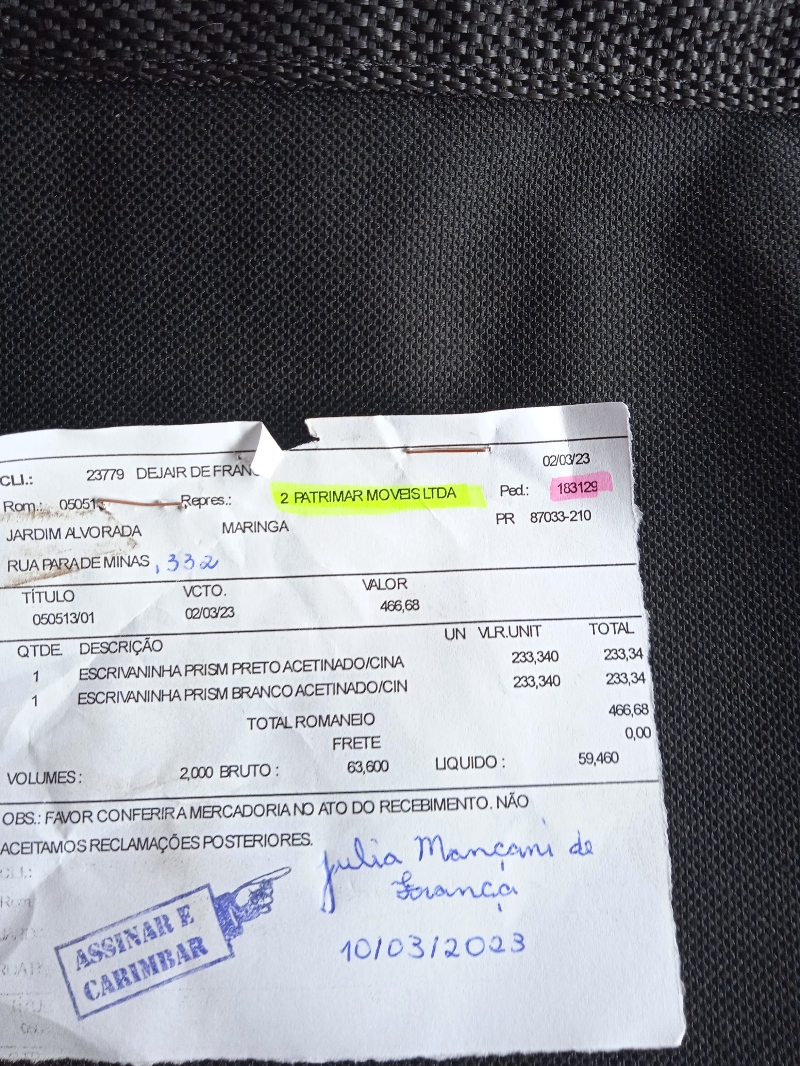 02/03/23
CLI.: 23779 DEJAIR DE FRANC
Rom.: 05051 Repres.: 2 PATRIMAR MOVEIS LTDA Ped.: 183129
JARDIM ALVORADA MARINGA PR 87033-210
RUA PARA DE MINAS , 332
TÍTULO VCTO. VALOR
050513/01 02/03/23 466,68
QTDE DESCRIÇÃO UN VLR.UNIT TOTAL
1 ESCRIVANINHA PRISM PRETO ACETINADO/CINA 233,340 233,34
1 ESCRIVANINHA PRISM BRANCO ACETINADO/CIN 233,340 233,34
TOTAL ROMANEIO 466,68
FRETE 0,00
VOLUMES : 2,000 BRUTO : 63,600 LIQUIDO : 59,460
OBS.: FAVOR CONFERIR A MERCADORIA NO ATO DO RECEBIMENTO. NÃO
ACEITAMOS RECLAMAÇÕES POSTERIORES.
Julia Mançani de
França
10/03/2023
ASSINAR E
CARIMBAR